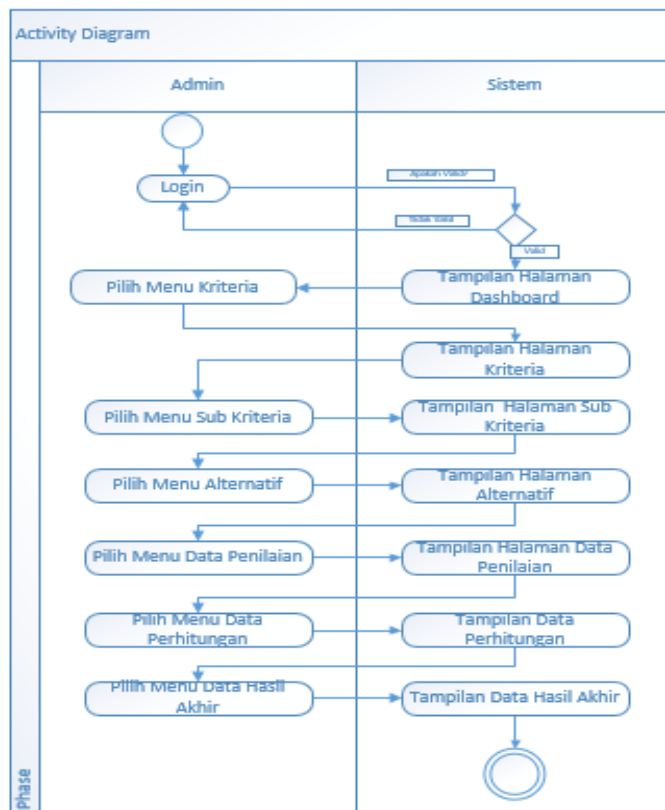 Activity Diagram
Admin
Sistem
Login
Apakah Valid?
Tidak Valid
Valid
Pilih Menu Kriteria
Tampilan Halaman
Dashboard
Tampilan Halaman
Kriteria
Pilih Menu Sub Kriteria
Tampilan Halaman Sub
Kriteria
Pilih Menu Alternatif
Tampilan Halaman
Alternatif
Pilih Menu Data Penilaian
Tampilan Halaman Data
Penilaian
Pilih Menu Data
Perhitungan
Tampilan Data
Perhitungan
Pilih Menu Data Hasil
Akhir
Tampilan Data Hasil Akhir
Phase